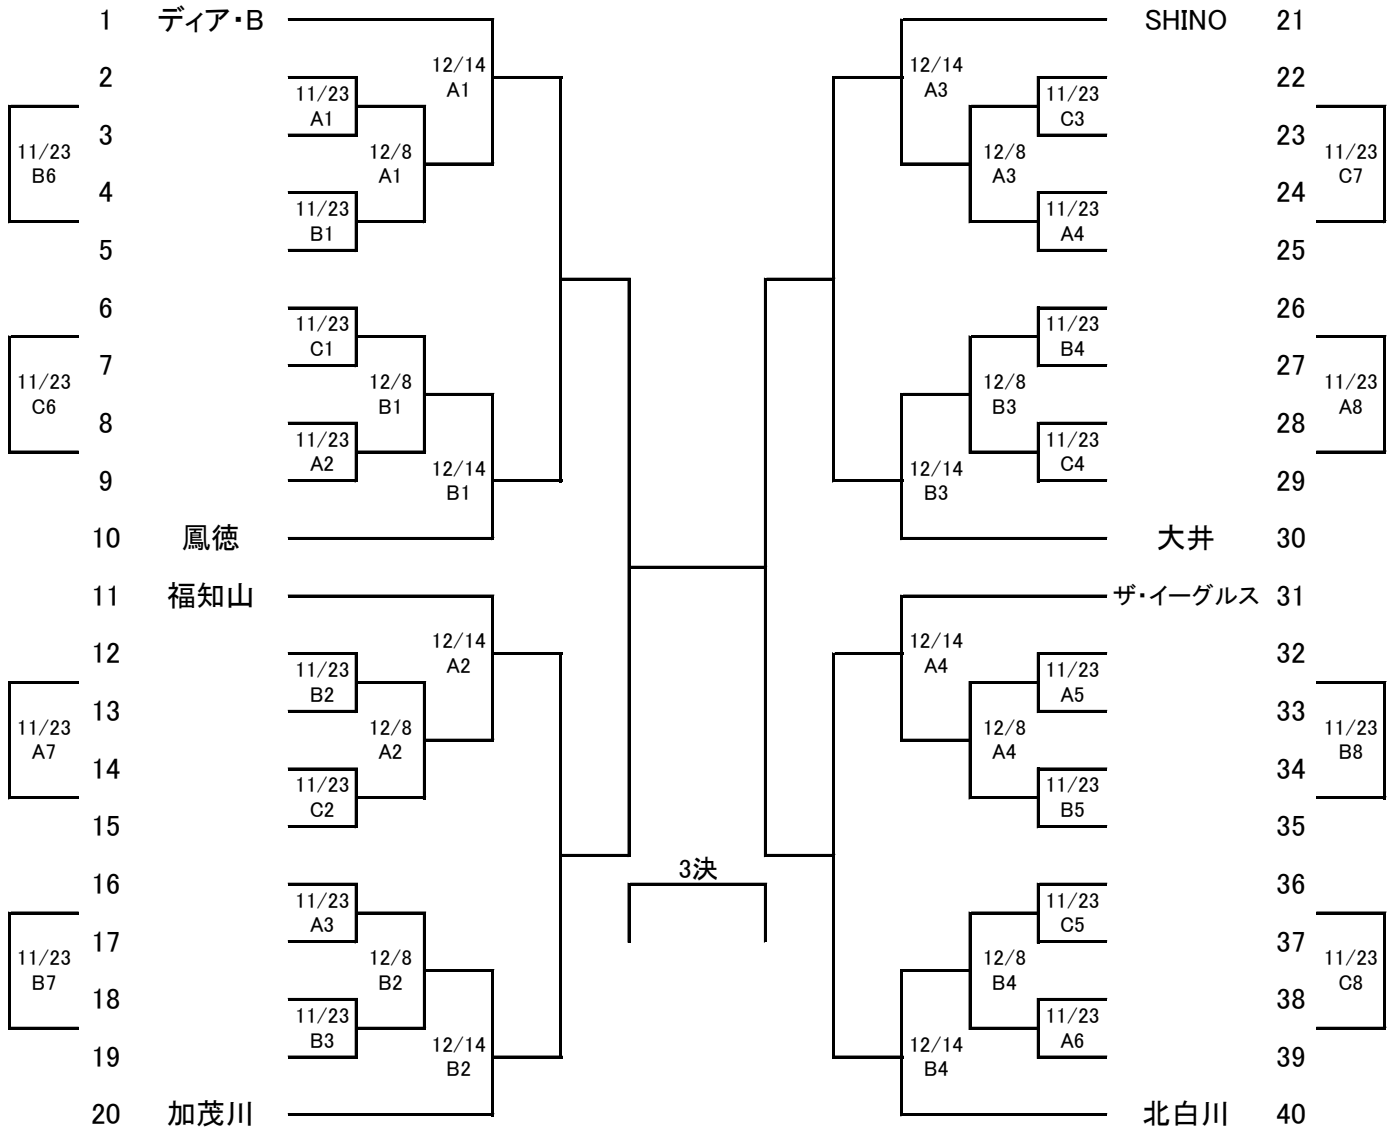 1 ディア・B
12/14
A1
2
11/23
A1
3
11/23
B6
12/8
A1
4
11/23
B1
5
6
11/23
C1
7
11/23
C6
12/8
B1
8
11/23
A2
9
12/14
B1
10 鳳徳
11 福知山
12/14
A2
12
11/23
B2
13
11/23
A7
12/8
A2
14
11/23
C2
15
16
11/23
A3
17
11/23
B7
12/8
B2
18
11/23
B3
19
12/14
B2
20 加茂川
3決
SHINO 21
12/14
A3
22
11/23
C3
23
12/8
A3
11/23
C7
24
11/23
A4
25
26
11/23
B4
27
12/8
B3
11/23
A8
28
11/23
C4
29
12/14
B3
大井 30
ザ・イーグルス 31
12/14
A4
32
11/23
A5
33
12/8
A4
11/23
B8
34
11/23
B5
35
36
11/23
C5
37
12/8
B4
11/23
C8
38
11/23
A6
39
12/14
B4
北白川 40